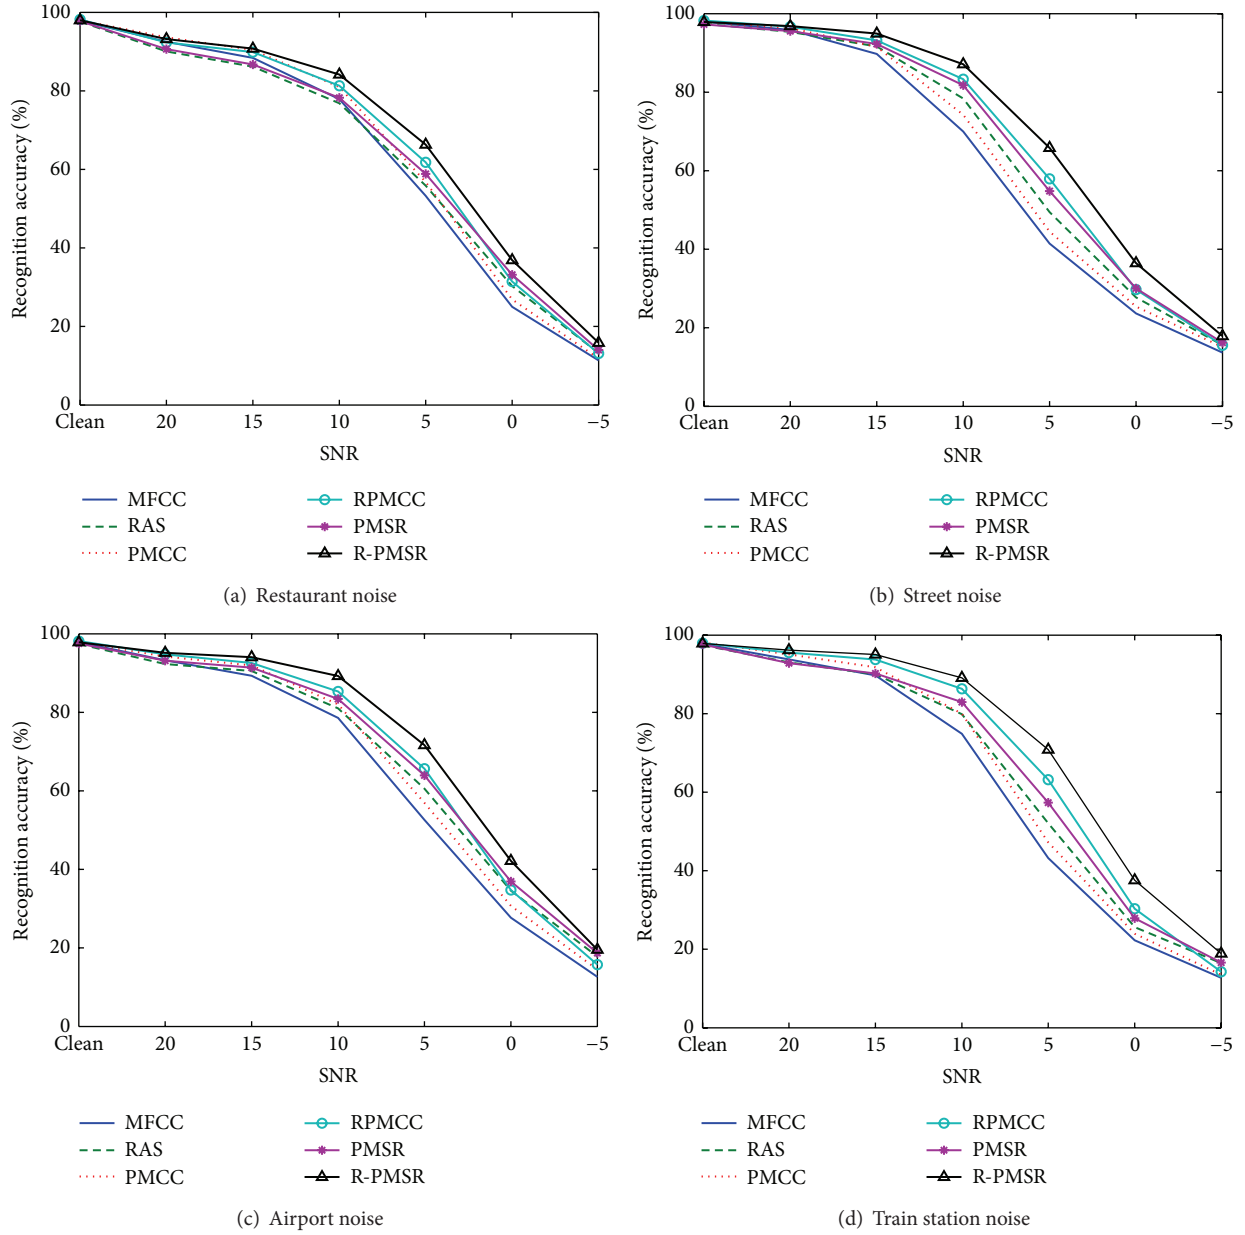 100
80
60
40
20
0
Recognition accuracy (%)
Clean 20 15 10 5 0 −5
SNR
MFCC
RAS
PMCC
RPMCC
PMSR
R-PMSR
(a) Restaurant noise
100
80
60
40
20
0
Recognition accuracy (%)
Clean 20 15 10 5 0 −5
SNR
MFCC
RAS
PMCC
RPMCC
PMSR
R-PMSR
(b) Street noise
100
80
60
40
20
0
Recognition accuracy (%)
Clean 20 15 10 5 0 −5
SNR
MFCC
RAS
PMCC
RPMCC
PMSR
R-PMSR
(c) Airport noise
100
80
60
40
20
0
Recognition accuracy (%)
Clean 20 15 10 5 0 −5
SNR
MFCC
RAS
PMCC
RPMCC
PMSR
R-PMSR
(d) Train station noise